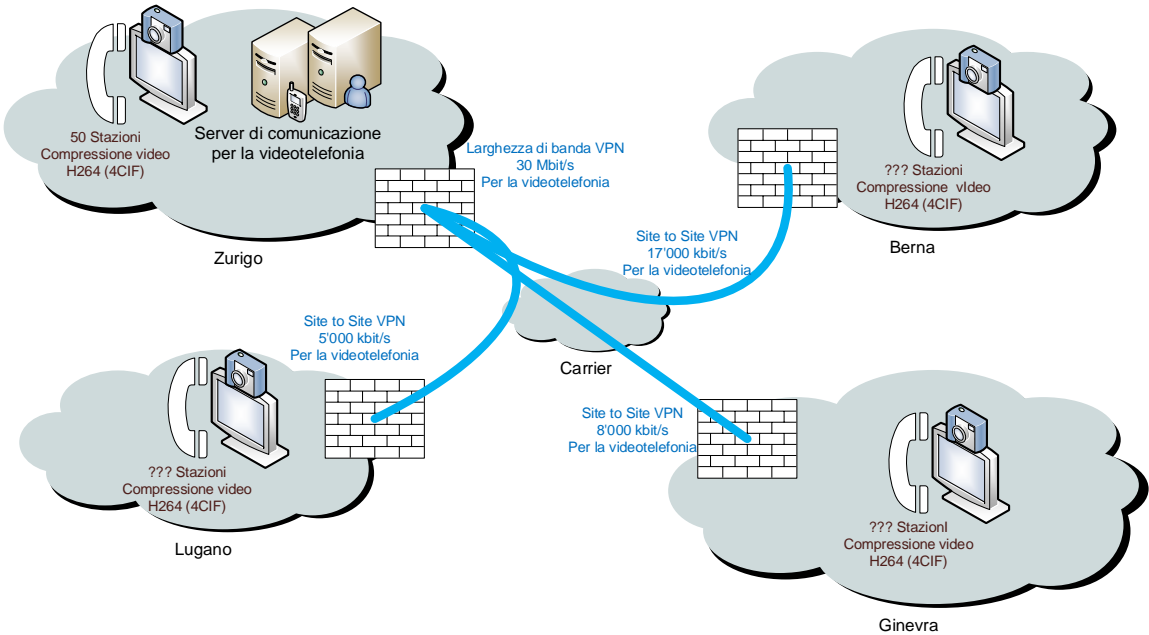 50 Stazioni
Compressione video
H264 (4CIF)
Server di comunicazione
per la videotelefonia
Larghezza di banda VPN
30 Mbit/s
Per la videotelefonia
Zurigo
??? Stazioni
Compressione vIdeo
H264 (4CIF)
Berna
Site to Site VPN
17'000 kbit/s
Per la videotelefonia
Site to Site VPN
5'000 kbit/s
Per la videotelefonia
Carrier
??? Stazioni
Compressione video
H264 (4CIF)
Lugano
Site to Site VPN
8'000 kbit/s
Per la videotelefonia
??? StazionI
Compressione video
H264 (4CIF)
Ginevra